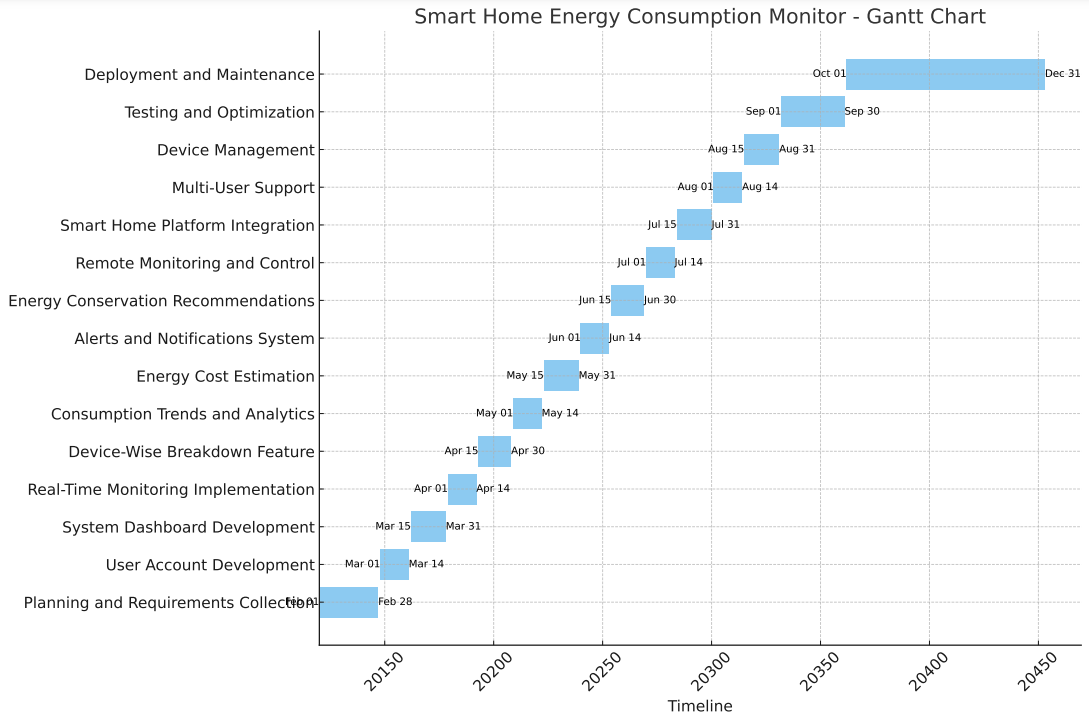 Smart Home Energy Consumption Monitor - Gantt Chart
Deployment and Maintenance Oct 01 Dec 31
Testing and Optimization Sep 01 Sep 30
Device Management Aug 15 Aug 31
Multi-User Support Aug 01 Aug 14
Smart Home Platform Integration Jul 15 Jul 31
Remote Monitoring and Control Jul 01 Jul 14
Energy Conservation Recommendations Jun 15 Jun 30
Alerts and Notifications System Jun 01 Jun 14
Energy Cost Estimation May 15 May 31
Consumption Trends and Analytics May 01 May 14
Device-Wise Breakdown Feature Apr 15 Apr 30
Real-Time Monitoring Implementation Apr 01 Apr 14
System Dashboard Development Mar 15 Mar 31
User Account Development Mar 01 Mar 14
Planning and Requirements Collection Feb 01 Feb 28
20150 20200 20250 20300 20350 20400 20450
Timeline